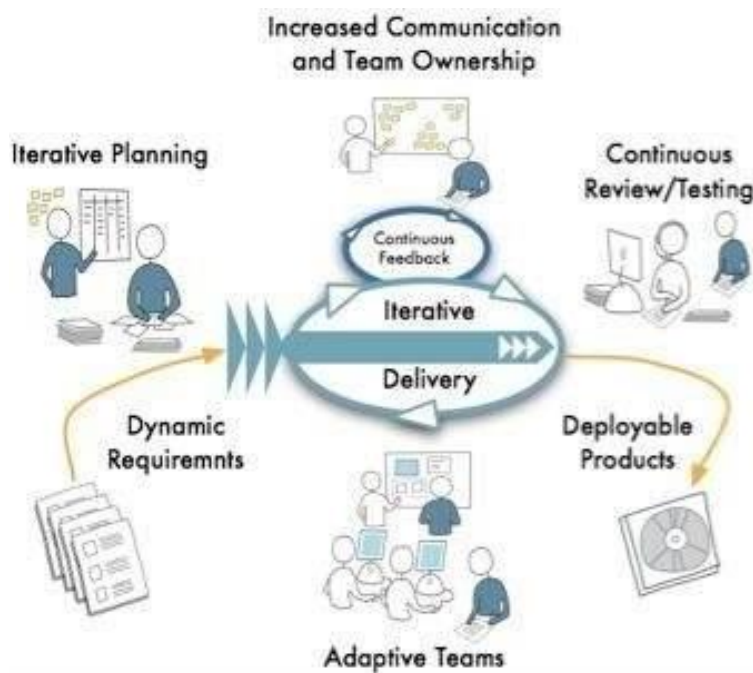 Increased Communication
and Team Ownership
Iterative Planning
Continuous
Review/Testing
Continuous
Feedback
Iterative
Delivery
Dynamic
Requiremnts
Deployable
Products
Adaptive Teams